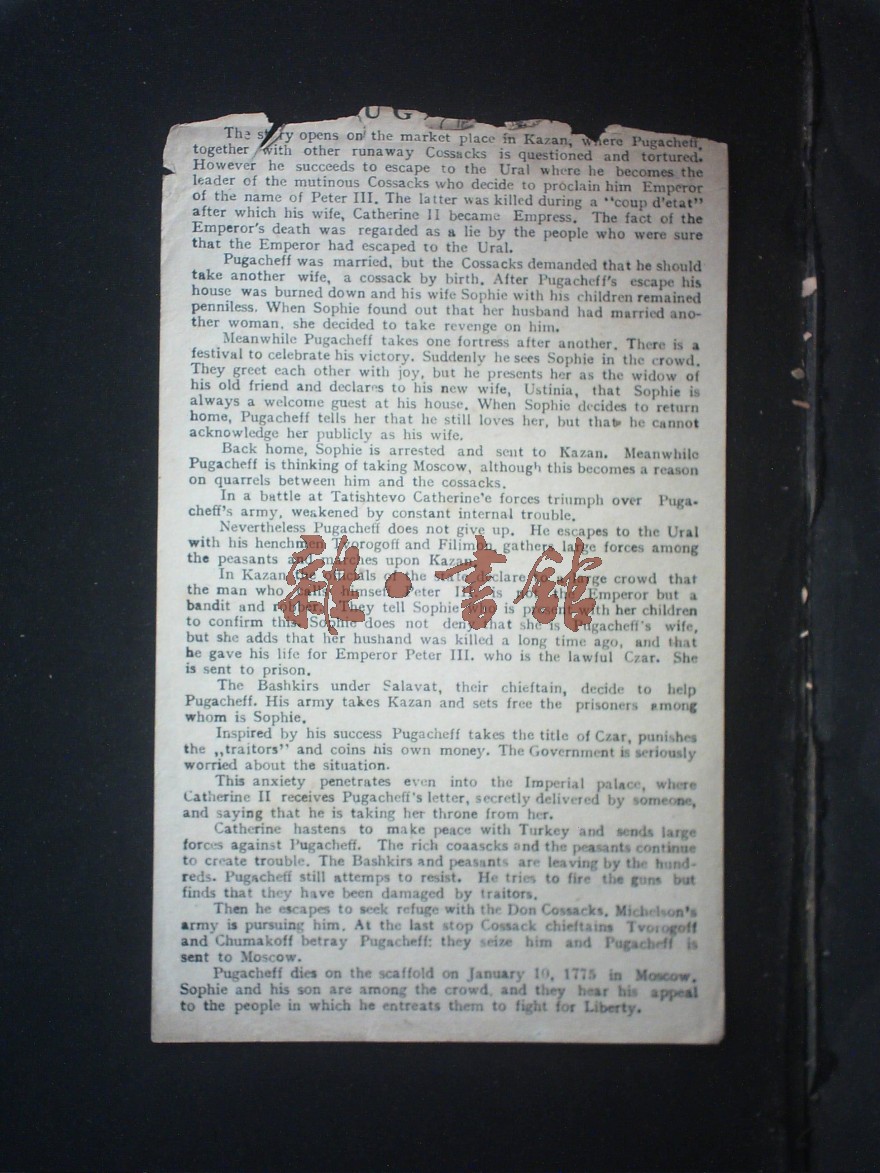 UG
The story opens on the market place in Kazan, where Pugacheff,
together with other runaway Cossacks is questioned and tortured.
However he succeeds to escape to the Ural where he becomes the
leader of the mutinous Cossacks who decide to proclain him Emperor
of the name of Peter III. The latter was killed during a "coup d'etat"
after which his wife, Catherine II became Empress. The fact of the
Emperor's death was regarded as a lie by the people who were sure
that the Emperor had escaped to the Ural.
Pugacheff was married, but the Cossacks demanded that he should
take another wife, a cossack by birth. After Pugacheff's escape his
house was burned down and his wife Sophie with his children remained
penniless. When Sophie found out that her husband had married ano-
ther woman, she decided to take revenge on him.
Meanwhile Pugacheff takes one fortress after another. There is a
festival to celebrate his victory. Suddenly he sees Sophie in the crowd.
They greet each other with joy, but he presents her as the widow of
his old friend and declares to his new wife, Ustinia, that Sophie is
always a welcome guest at his house. When Sophie decides to return
home, Pugacheff tells her that he still loves her, but that he cannot
acknowledge her publicly as his wife.
Back home, Sophie is arrested and sent to Kazan. Meanwhile
Pugacheff is thinking of taking Moscow, although this becomes a reason
on quarrels between him and the cossacks.
In a battle at Tatishtevo Catherine'e forces triumph over Puga-
cheff's army, weakened by constant internal trouble.
Nevertheless Pugacheff does not give up. He escapes to the Ural
with his henchmen Tvorogoff and Filimon, gathers large forces among
the peasants and marches upon Kazan.
In Kazan the officials of the state declare to a large crowd that
the man who calls himself Peter III is not the Emperor but a
bandit and robber. They tell Sophie who is present with her children
to confirm this. Sophie does not deny that she is Pugacheff's wife,
but she adds that her hushand was killed a long time ago, and that
he gave his life for Emperor Peter III. who is the lawful Czar. She
is sent to prison.
The Bashkirs under Salavat, their chieftain, decide to help
Pugacheff. His army takes Kazan and sets free the prisoners among
whom is Sophie.
Inspired by his success Pugacheff takes the title of Czar, punishes
the „traitors" and coins his own money. The Government is seriously
worried about the situation.
This anxiety penetrates even into the Imperial palace, where
Catherine II receives Pugacheff's letter, secretly delivered by someone,
and saying that he is taking her throne from her.
Catherine hastens to make peace with Turkey and sends large
forces against Pugacheff. The rich coaascks and the peasants continue
to create trouble. The Bashkirs and peasants are leaving by the hund-
reds. Pugacheff still attemps to resist. He tries to fire the guns but
finds that they have been damaged by traitors.
Then he escapes to seek refuge with the Don Cossacks. Michelson's
army is pursuing him. At the last stop Cossack chieftains Tvorogoff
and Chumakoff betray Pugacheff: they seize him and Pugacheff is
sent to Moscow.
Pugacheff dies on the scaffold on January 10, 1775 in Moscow.
Sophie and his son are among the crowd, and they hear his appeal
to the people in which he entreats them to fight for Liberty.
雜·書館